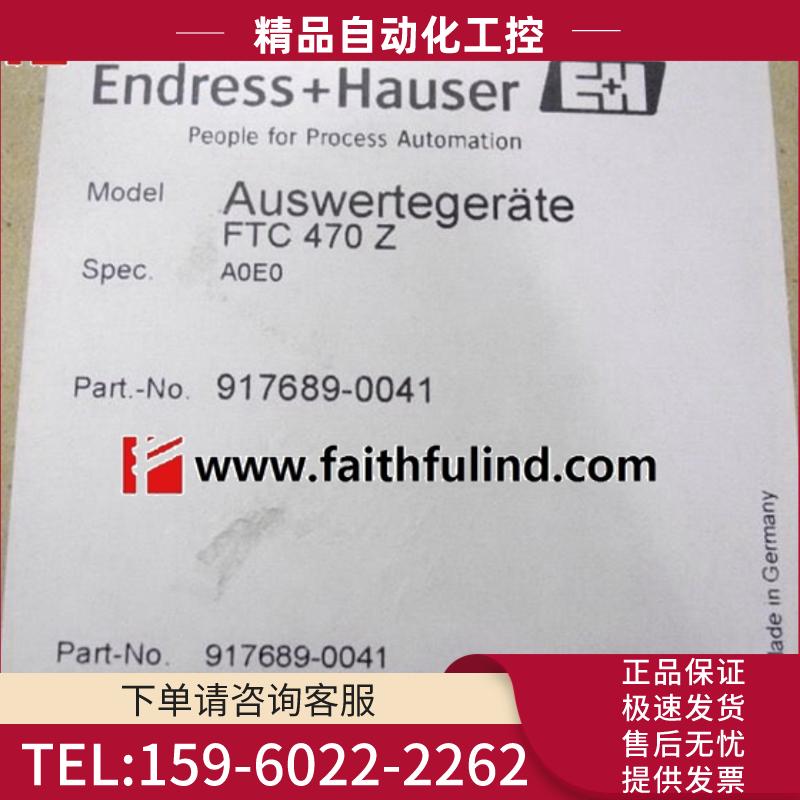 精品自动化工控
Endress+Hauser E+H
People for Process Automation
Model Auswertegeräte
FTC 470 Z
Spec. A0E0
Part.-No. 917689-0041
www.faithfulind.com
Made in Germany
Part-No. 917689-0041
下单请咨询客服
TEL:159-6022-2262
正品保证
极速发货
售后无忧
提供发票